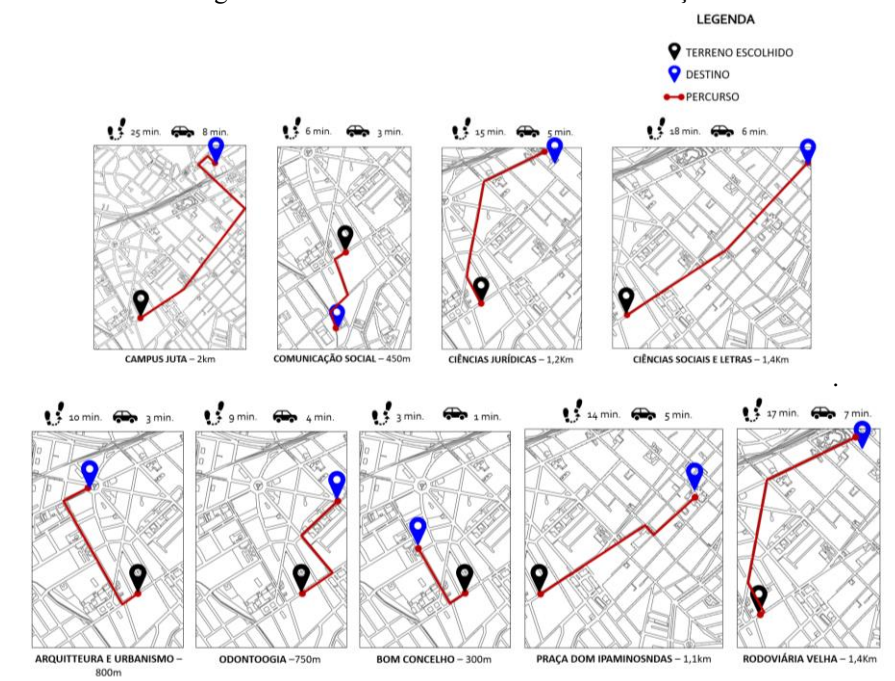 LEGENDA
TERRENO ESCOLHIDO
DESTINO
PERCURSO
25 min. 8 min.
6 min. 3 min.
15 min. 5 min.
18 min. 6 min.
CAMPUS JUTA – 2km
COMUNICAÇÃO SOCIAL – 450m
CIÊNCIAS JURÍDICAS – 1,2Km
CIÊNCIAS SOCIAIS E LETRAS – 1,4Km
.
10 min. 3 min.
9 min. 4 min.
3 min. 1 min.
14 min. 5 min.
17 min. 7 min.
ARQUITTEURA E URBANISMO –
800m
ODONTOOGIA –750m
BOM CONCELHO – 300m
PRAÇA DOM IPAMINOSNDAS – 1,1km
RODOVIÁRIA VELHA – 1,4Km